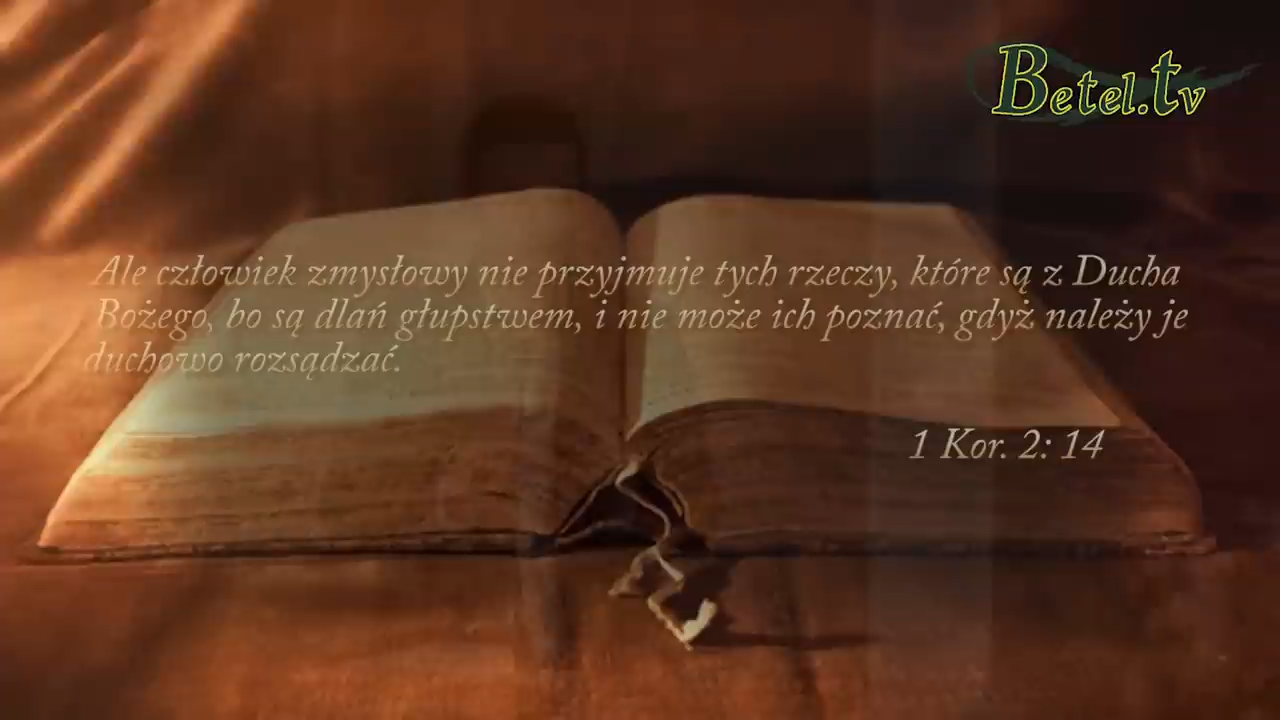 Betel.tv
Ale człowiek zmysłowy nie przyjmuje tych rzeczy, które są z Ducha
Bożego, bo są dlań głupstwem, i nie może ich poznać, gdyż należy je
duchowo rozsądzać.
1 Kor. 2: 14